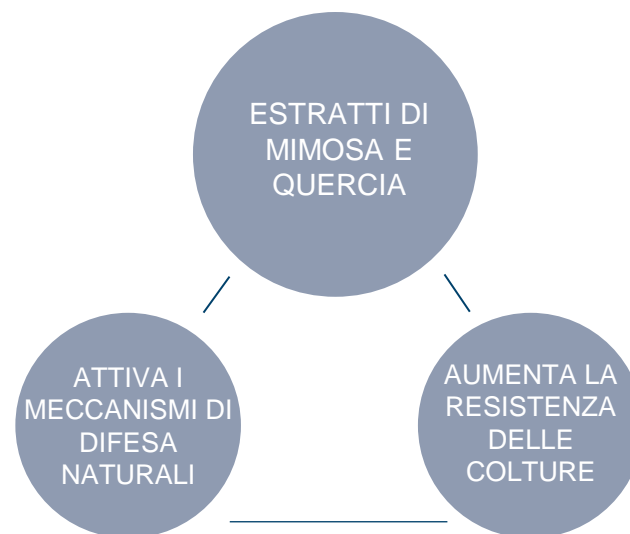 ESTRATTI DI
MIMOSA E
QUERCIA
ATTIVA I
MECCANISMI DI
DIFESA
NATURALI
AUMENTA LA
RESISTENZA
DELLE
COLTURE